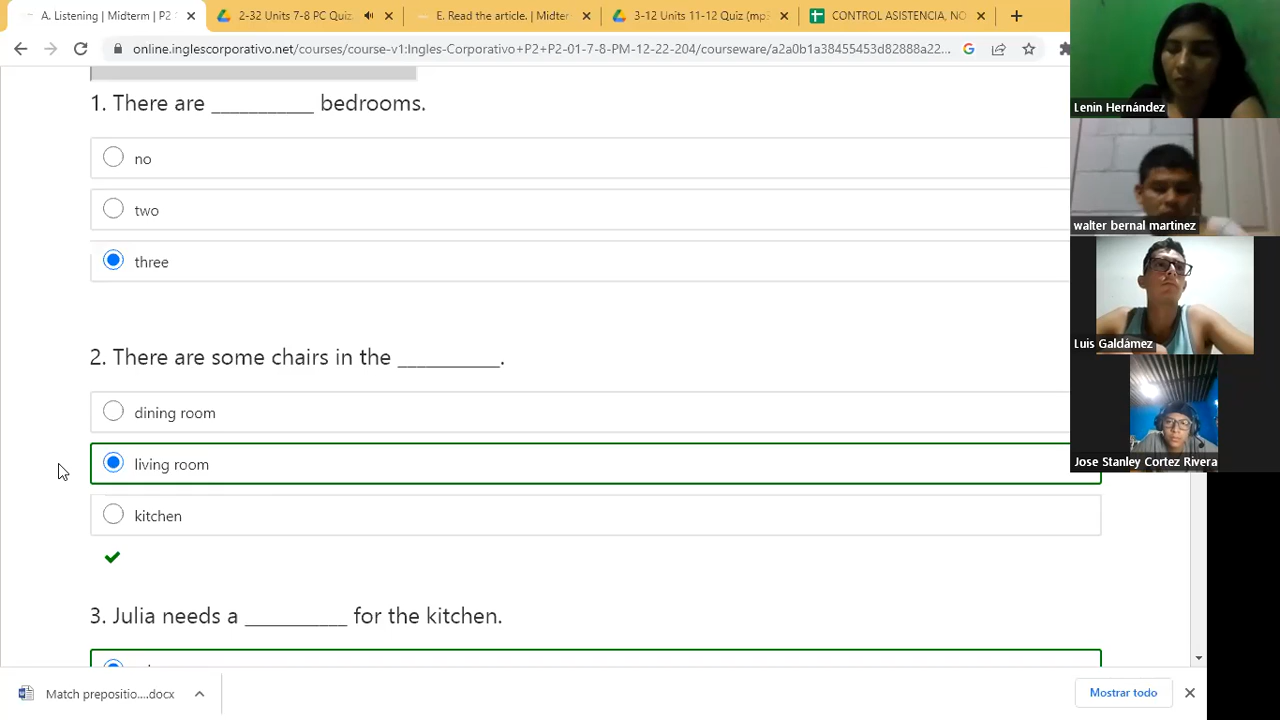 A. Listening | Midterm | P2
2-32 Units 7-8 PC Quiz.
E. Read the article. | Midter
3-12 Units 11-12 Quiz (mp
CONTROL ASISTENCIA, NO
online.inglescorporativo.net/courses/course-v1:Ingles-Corporativo+P2+P2-01-7-8-PM-12-22-204/courseware/a2a0b1a38455453d82888a22...
1. There are ___________ bedrooms.
no
two
three
2. There are some chairs in the ___________.
dining room
living room
kitchen
3. Julia needs a ___________ for the kitchen.
Match prepositio....docx
Mostrar todo
Lenin Hernández
walter bernal martinez
Luis Galdámez
Jose Stanley Cortez Rivera